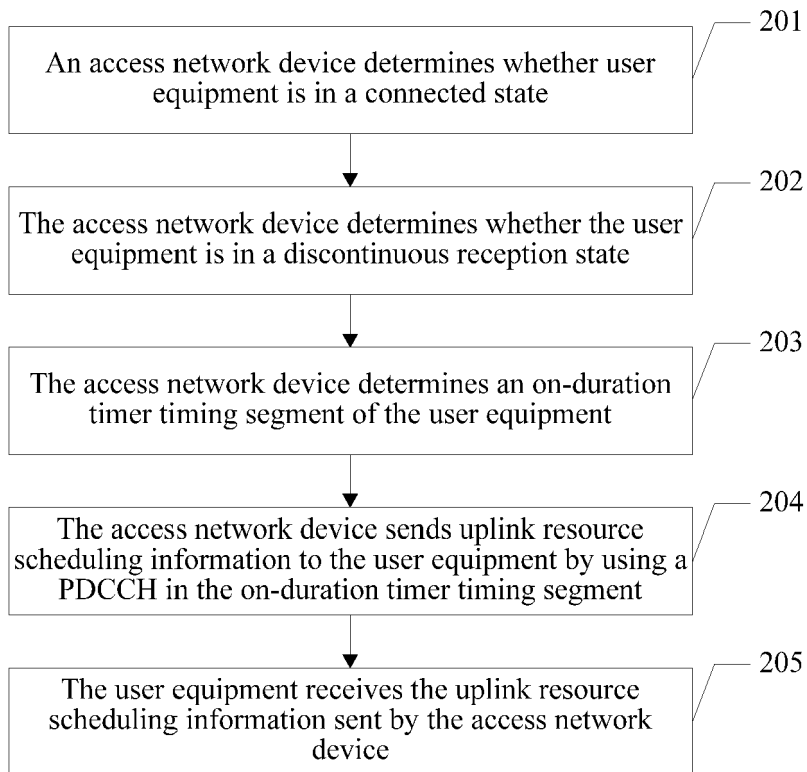 201
An access network device determines whether user
equipment is in a connected state
202
The access network device determines whether the user
equipment is in a discontinuous reception state
203
The access network device determines an on-duration
timer timing segment of the user equipment
204
The access network device sends uplink resource
scheduling information to the user equipment by using a
PDCCH in the on-duration timer timing segment
205
The user equipment receives the uplink resource
scheduling information sent by the access network
device